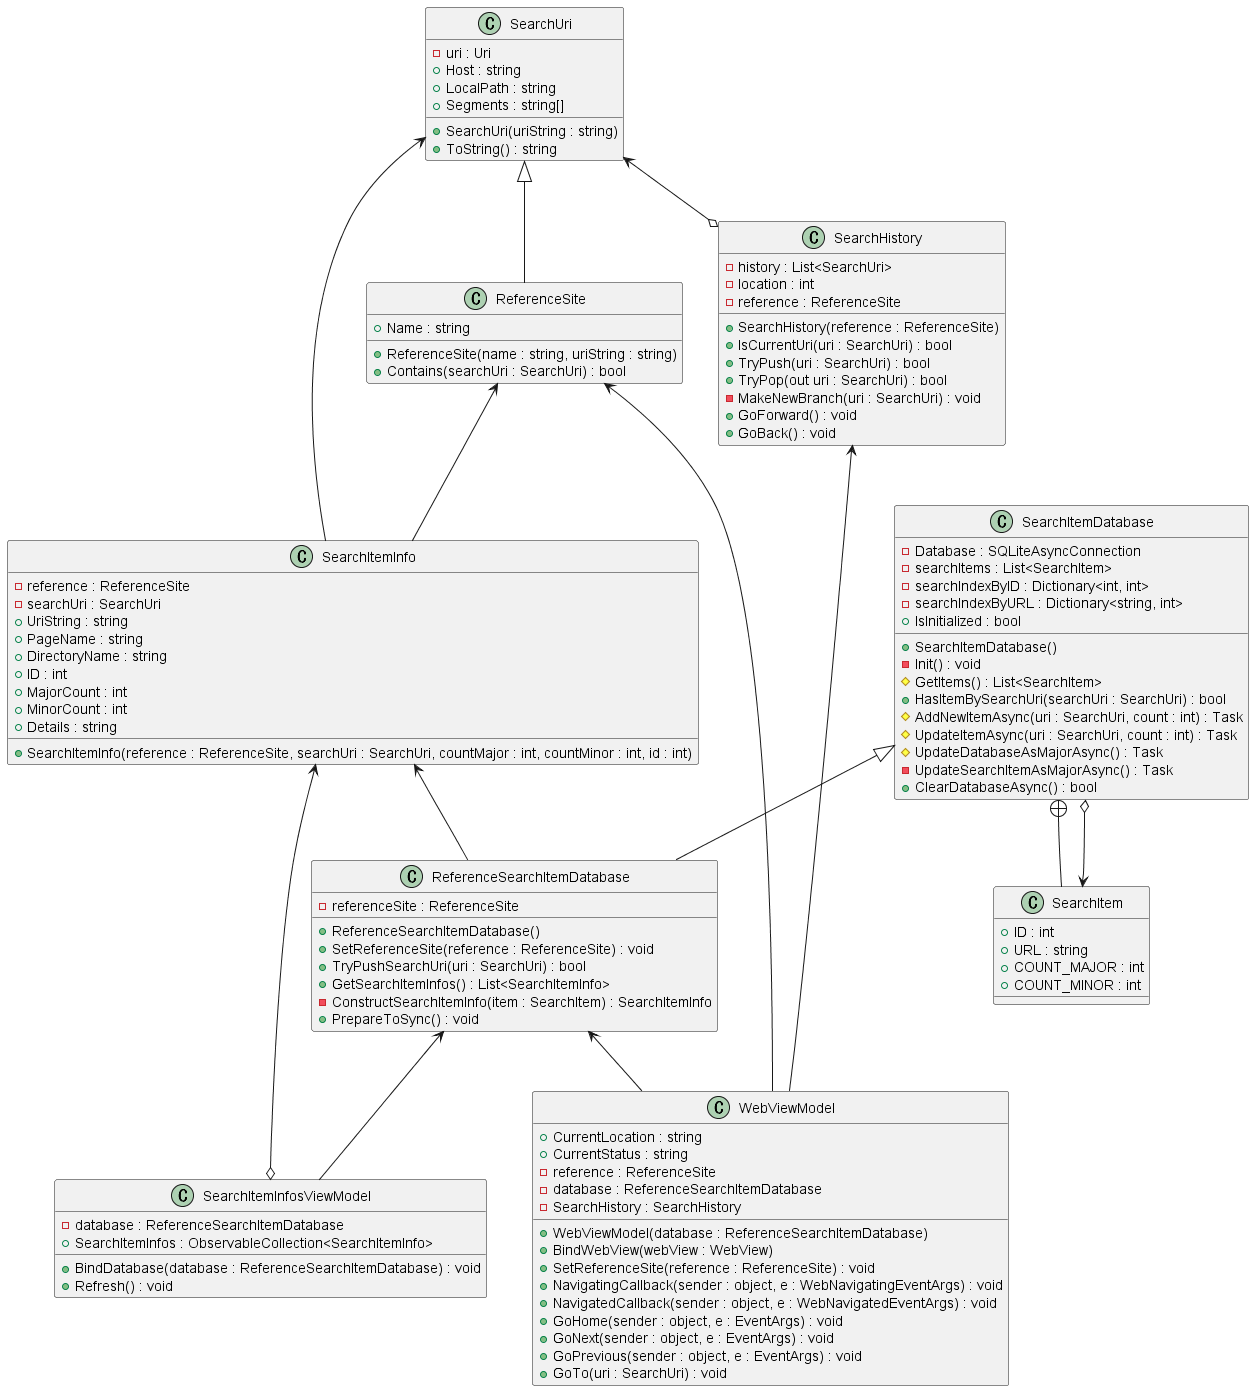 C SearchUri
uri : Uri
Host : string
LocalPath : string
Segments : string[]
SearchUri(uriString : string)
ToString() : string
C SearchHistory
history : List<SearchUri>
location : int
reference : ReferenceSite
SearchHistory(reference : ReferenceSite)
IsCurrentUri(uri : SearchUri) : bool
TryPush(uri : SearchUri) : bool
TryPop(out uri : SearchUri) : bool
MakeNewBranch(uri : SearchUri) : void
GoForward() : void
GoBack() : void
C ReferenceSite
Name : string
ReferenceSite(name : string, uriString : string)
Contains(searchUri : SearchUri) : bool
C SearchItemDatabase
Database : SQLiteAsyncConnection
searchItems : List<SearchItem>
searchIndexByID : Dictionary<int, int>
searchIndexByURL : Dictionary<string, int>
IsInitialized : bool
SearchItemDatabase()
Init() : void
GetItems() : List<SearchItem>
HasItemBySearchUri(searchUri : SearchUri) : bool
AddNewItemAsync(uri : SearchUri, count : int) : Task
UpdateItemAsync(uri : SearchUri, count : int) : Task
UpdateDatabaseAsMajorAsync() : Task
UpdateSearchItemAsMajorAsync() : Task
ClearDatabaseAsync() : bool
C SearchItemInfo
reference : ReferenceSite
searchUri : SearchUri
UriString : string
PageName : string
DirectoryName : string
ID : int
MajorCount : int
MinorCount : int
Details : string
SearchItemInfo(reference : ReferenceSite, searchUri : SearchUri, countMajor : int, countMinor : int, id : int)
C ReferenceSearchItemDatabase
referenceSite : ReferenceSite
ReferenceSearchItemDatabase()
SetReferenceSite(reference : ReferenceSite) : void
TryPushSearchUri(uri : SearchUri) : bool
GetSearchItemInfos() : List<SearchItemInfo>
ConstructSearchItemInfo(item : SearchItem) : SearchItemInfo
PrepareToSync() : void
C SearchItem
ID : int
URL : string
COUNT_MAJOR : int
COUNT_MINOR : int
C WebViewModel
CurrentLocation : string
CurrentStatus : string
reference : ReferenceSite
database : ReferenceSearchItemDatabase
SearchHistory : SearchHistory
WebViewModel(database : ReferenceSearchItemDatabase)
BindWebView(webView : WebView)
SetReferenceSite(reference : ReferenceSite) : void
NavigatingCallback(sender : object, e : WebNavigatingEventArgs) : void
NavigatedCallback(sender : object, e : WebNavigatedEventArgs) : void
GoHome(sender : object, e : EventArgs) : void
GoNext(sender : object, e : EventArgs) : void
GoPrevious(sender : object, e : EventArgs) : void
GoTo(uri : SearchUri) : void
C SearchItemInfosViewModel
database : ReferenceSearchItemDatabase
SearchItemInfos : ObservableCollection<SearchItemInfo>
BindDatabase(database : ReferenceSearchItemDatabase) : void
Refresh() : void